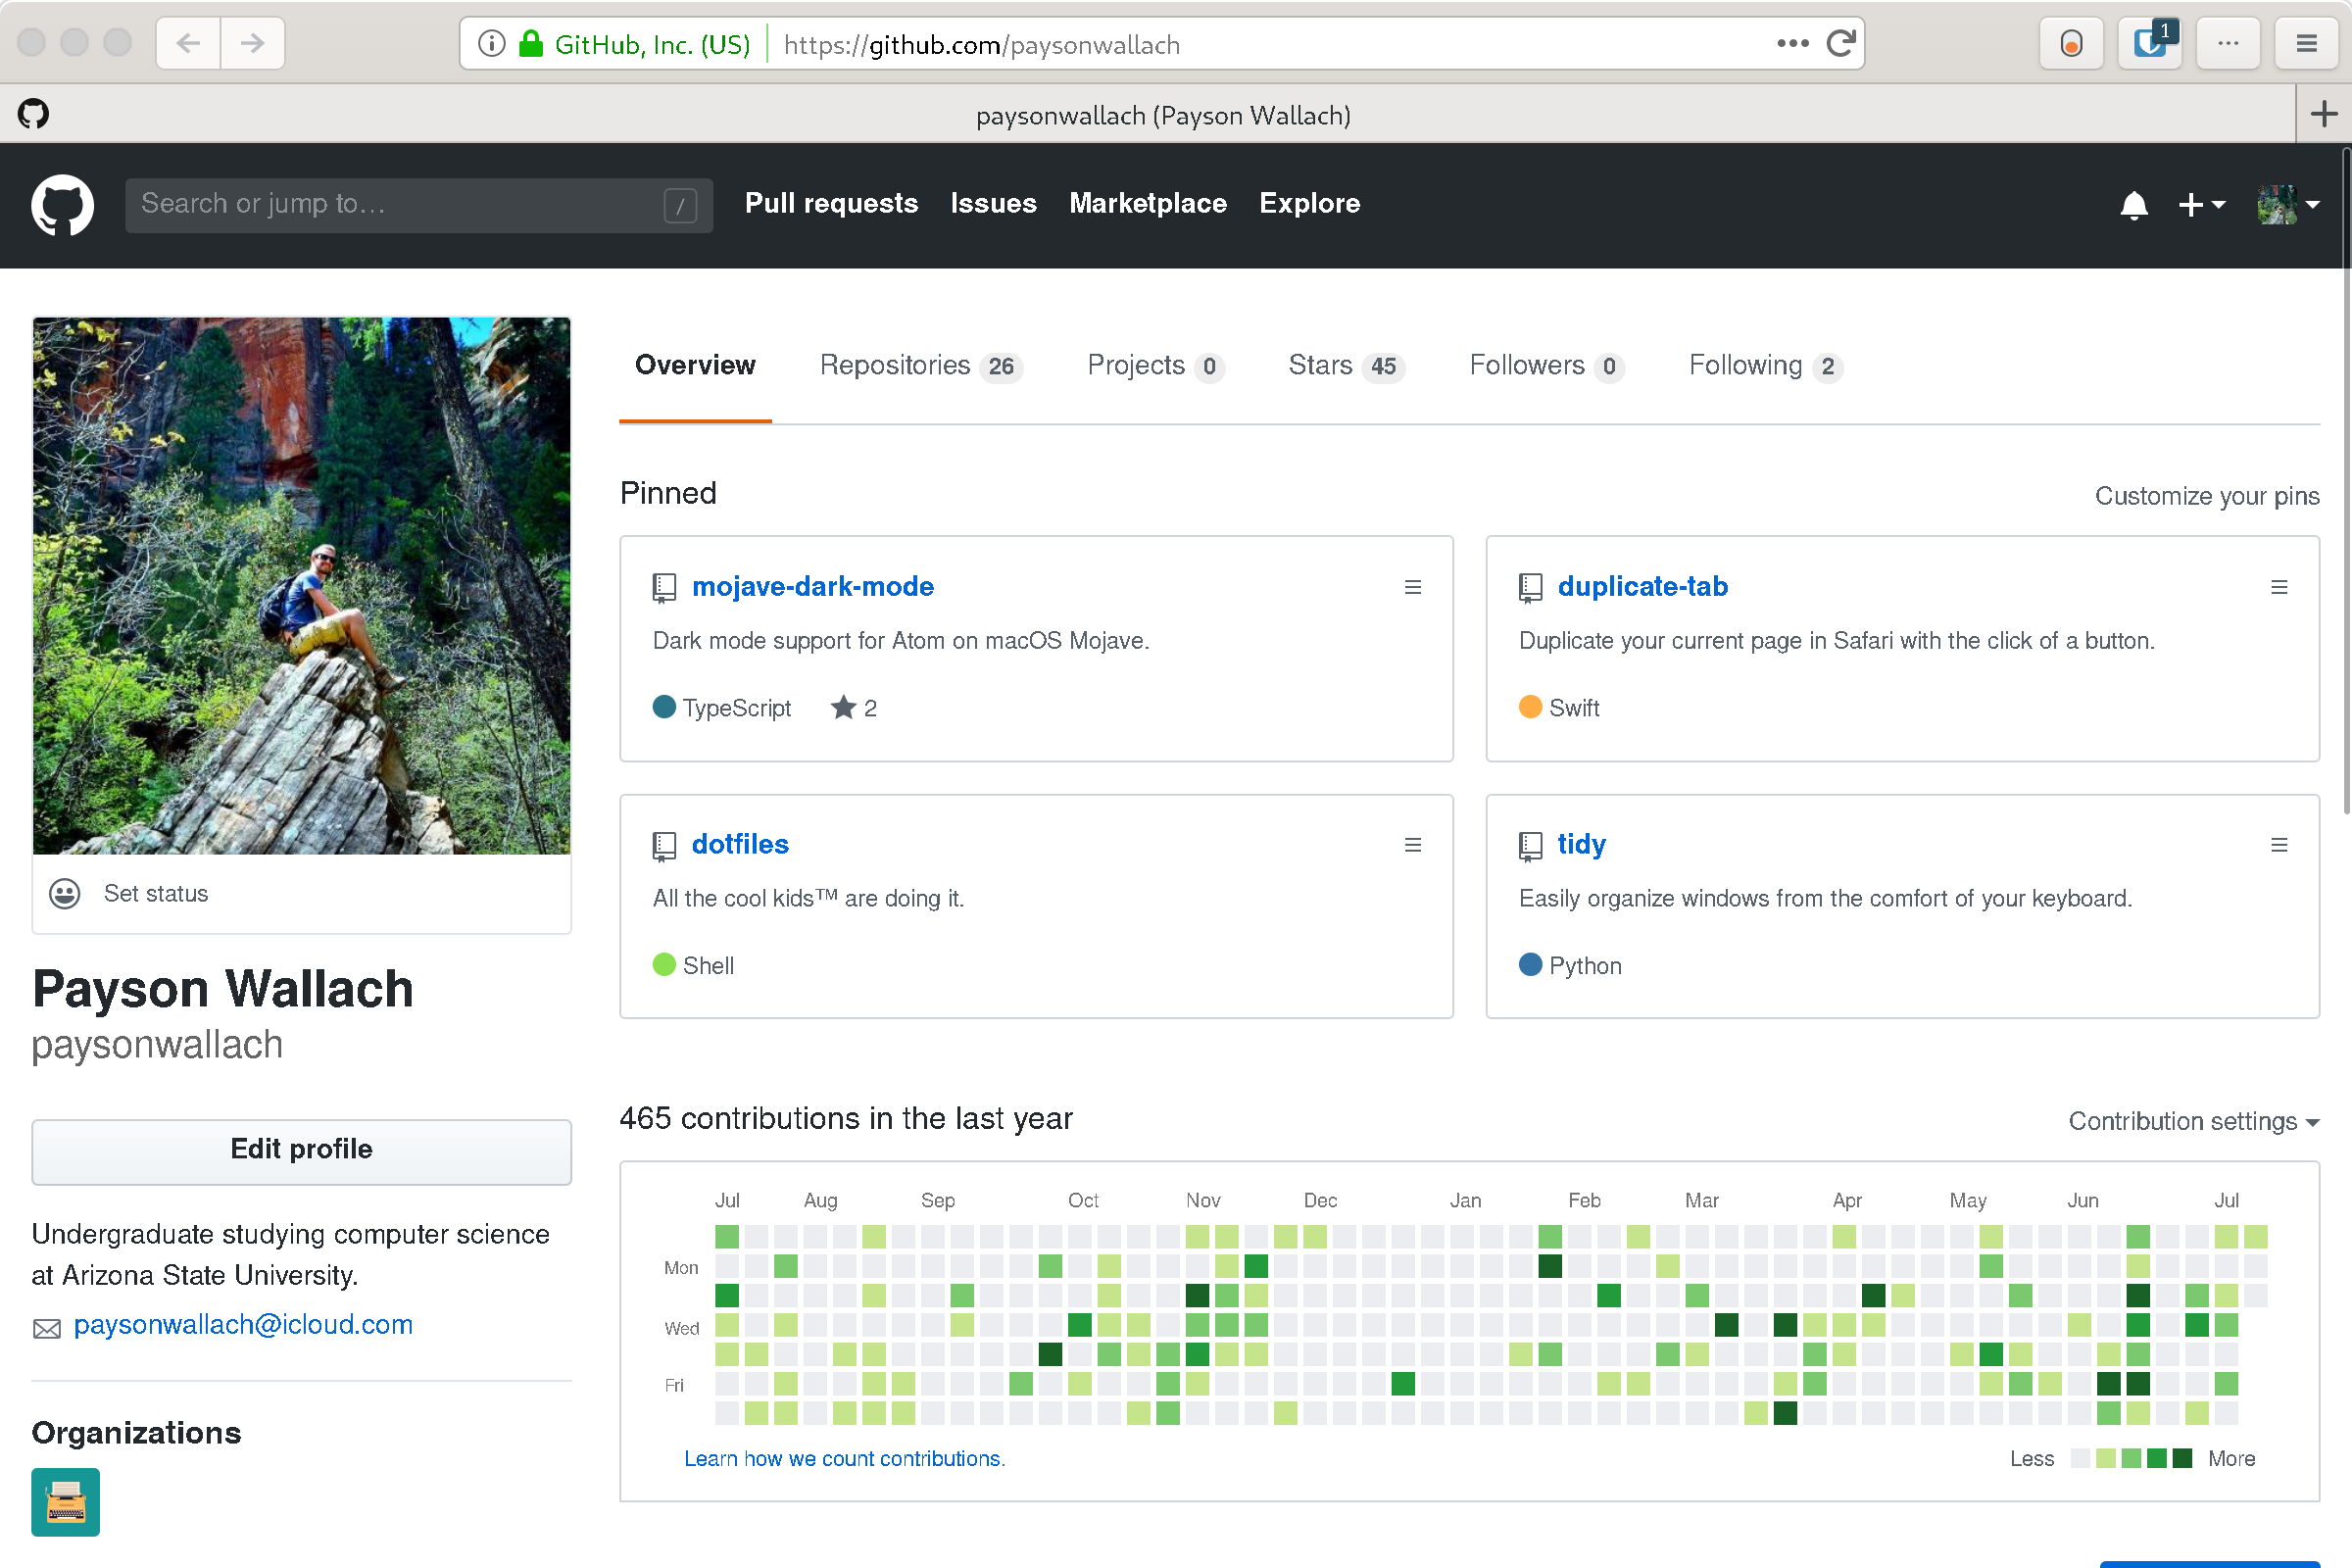 GitHub, Inc. (US) https://github.com/paysonwallach
1
paysonwallach (Payson Wallach)
Search or jump to… /
Pull requests Issues Marketplace Explore
Overview Repositories 26 Projects 0 Stars 45 Followers 0 Following 2
Pinned
Customize your pins
mojave-dark-mode
Dark mode support for Atom on macOS Mojave.
TypeScript 2
duplicate-tab
Duplicate your current page in Safari with the click of a button.
Swift
dotfiles
All the cool kids™ are doing it.
Shell
tidy
Easily organize windows from the comfort of your keyboard.
Python
Set status
Payson Wallach
paysonwallach
Edit profile
Undergraduate studying computer science
at Arizona State University.
paysonwallach@icloud.com
Organizations
465 contributions in the last year
Contribution settings
Jul Aug Sep Oct Nov Dec Jan Feb Mar Apr May Jun Jul
Mon
Wed
Fri
Learn how we count contributions.
Less More